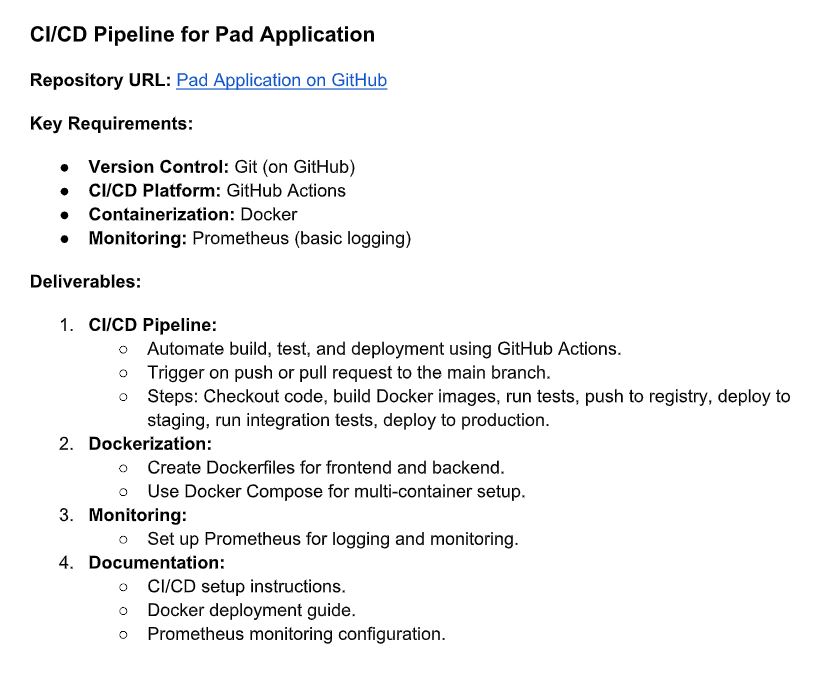 CI/CD Pipeline for Pad Application
Repository URL: Pad Application on GitHub
Key Requirements:
● Version Control: Git (on GitHub)
● CI/CD Platform: GitHub Actions
● Containerization: Docker
● Monitoring: Prometheus (basic logging)
Deliverables:
1. CI/CD Pipeline:
○ Automate build, test, and deployment using GitHub Actions.
○ Trigger on push or pull request to the main branch.
○ Steps: Checkout code, build Docker images, run tests, push to registry, deploy to
staging, run integration tests, deploy to production.
2. Dockerization:
○ Create Dockerfiles for frontend and backend.
○ Use Docker Compose for multi-container setup.
3. Monitoring:
○ Set up Prometheus for logging and monitoring.
4. Documentation:
○ CI/CD setup instructions.
○ Docker deployment guide.
○ Prometheus monitoring configuration.